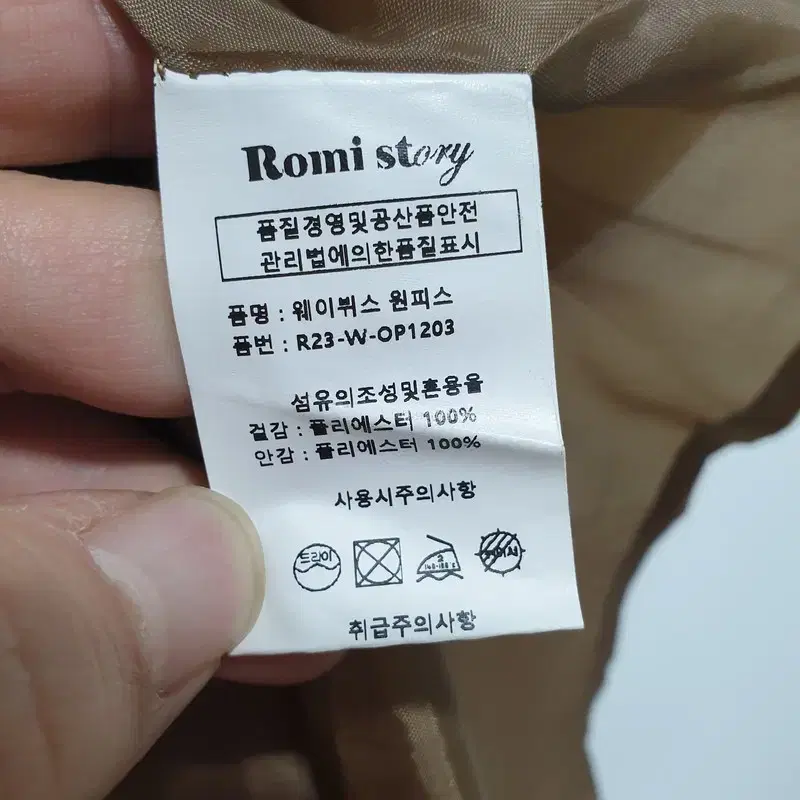 Romi story
품질경영및공산품안전
관리법에의한품질표시
품명 : 웨이뷔스 원피스
품번 : R23-W-OP1203
섬유의조성및혼용율
겉감 : 폴리에스터 100%
안감 : 폴리에스터 100%
사용시주의사항
드라이
2
취급주의사항